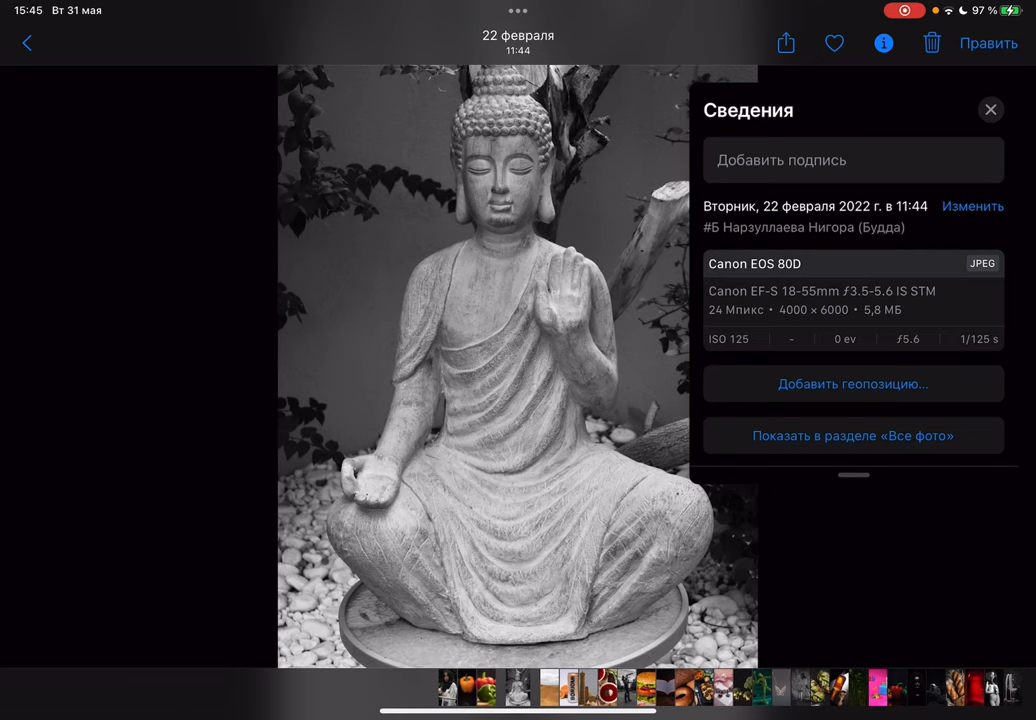 15:45 Вт 31 мая
97 %
22 февраля
11:44
Править
Сведения
Добавить подпись
Вторник, 22 февраля 2022 г. в 11:44 Изменить
#Б Нарзуллаева Нигора (Будда)
Canon EOS 80D JPEG
Canon EF-S 18-55mm ƒ3.5-5.6 IS STM
24 Мпикс • 4000 × 6000 • 5,8 МБ
ISO 125 - 0 ev ƒ5.6 1/125 s
Добавить геопозицию...
Показать в разделе «Все фото»